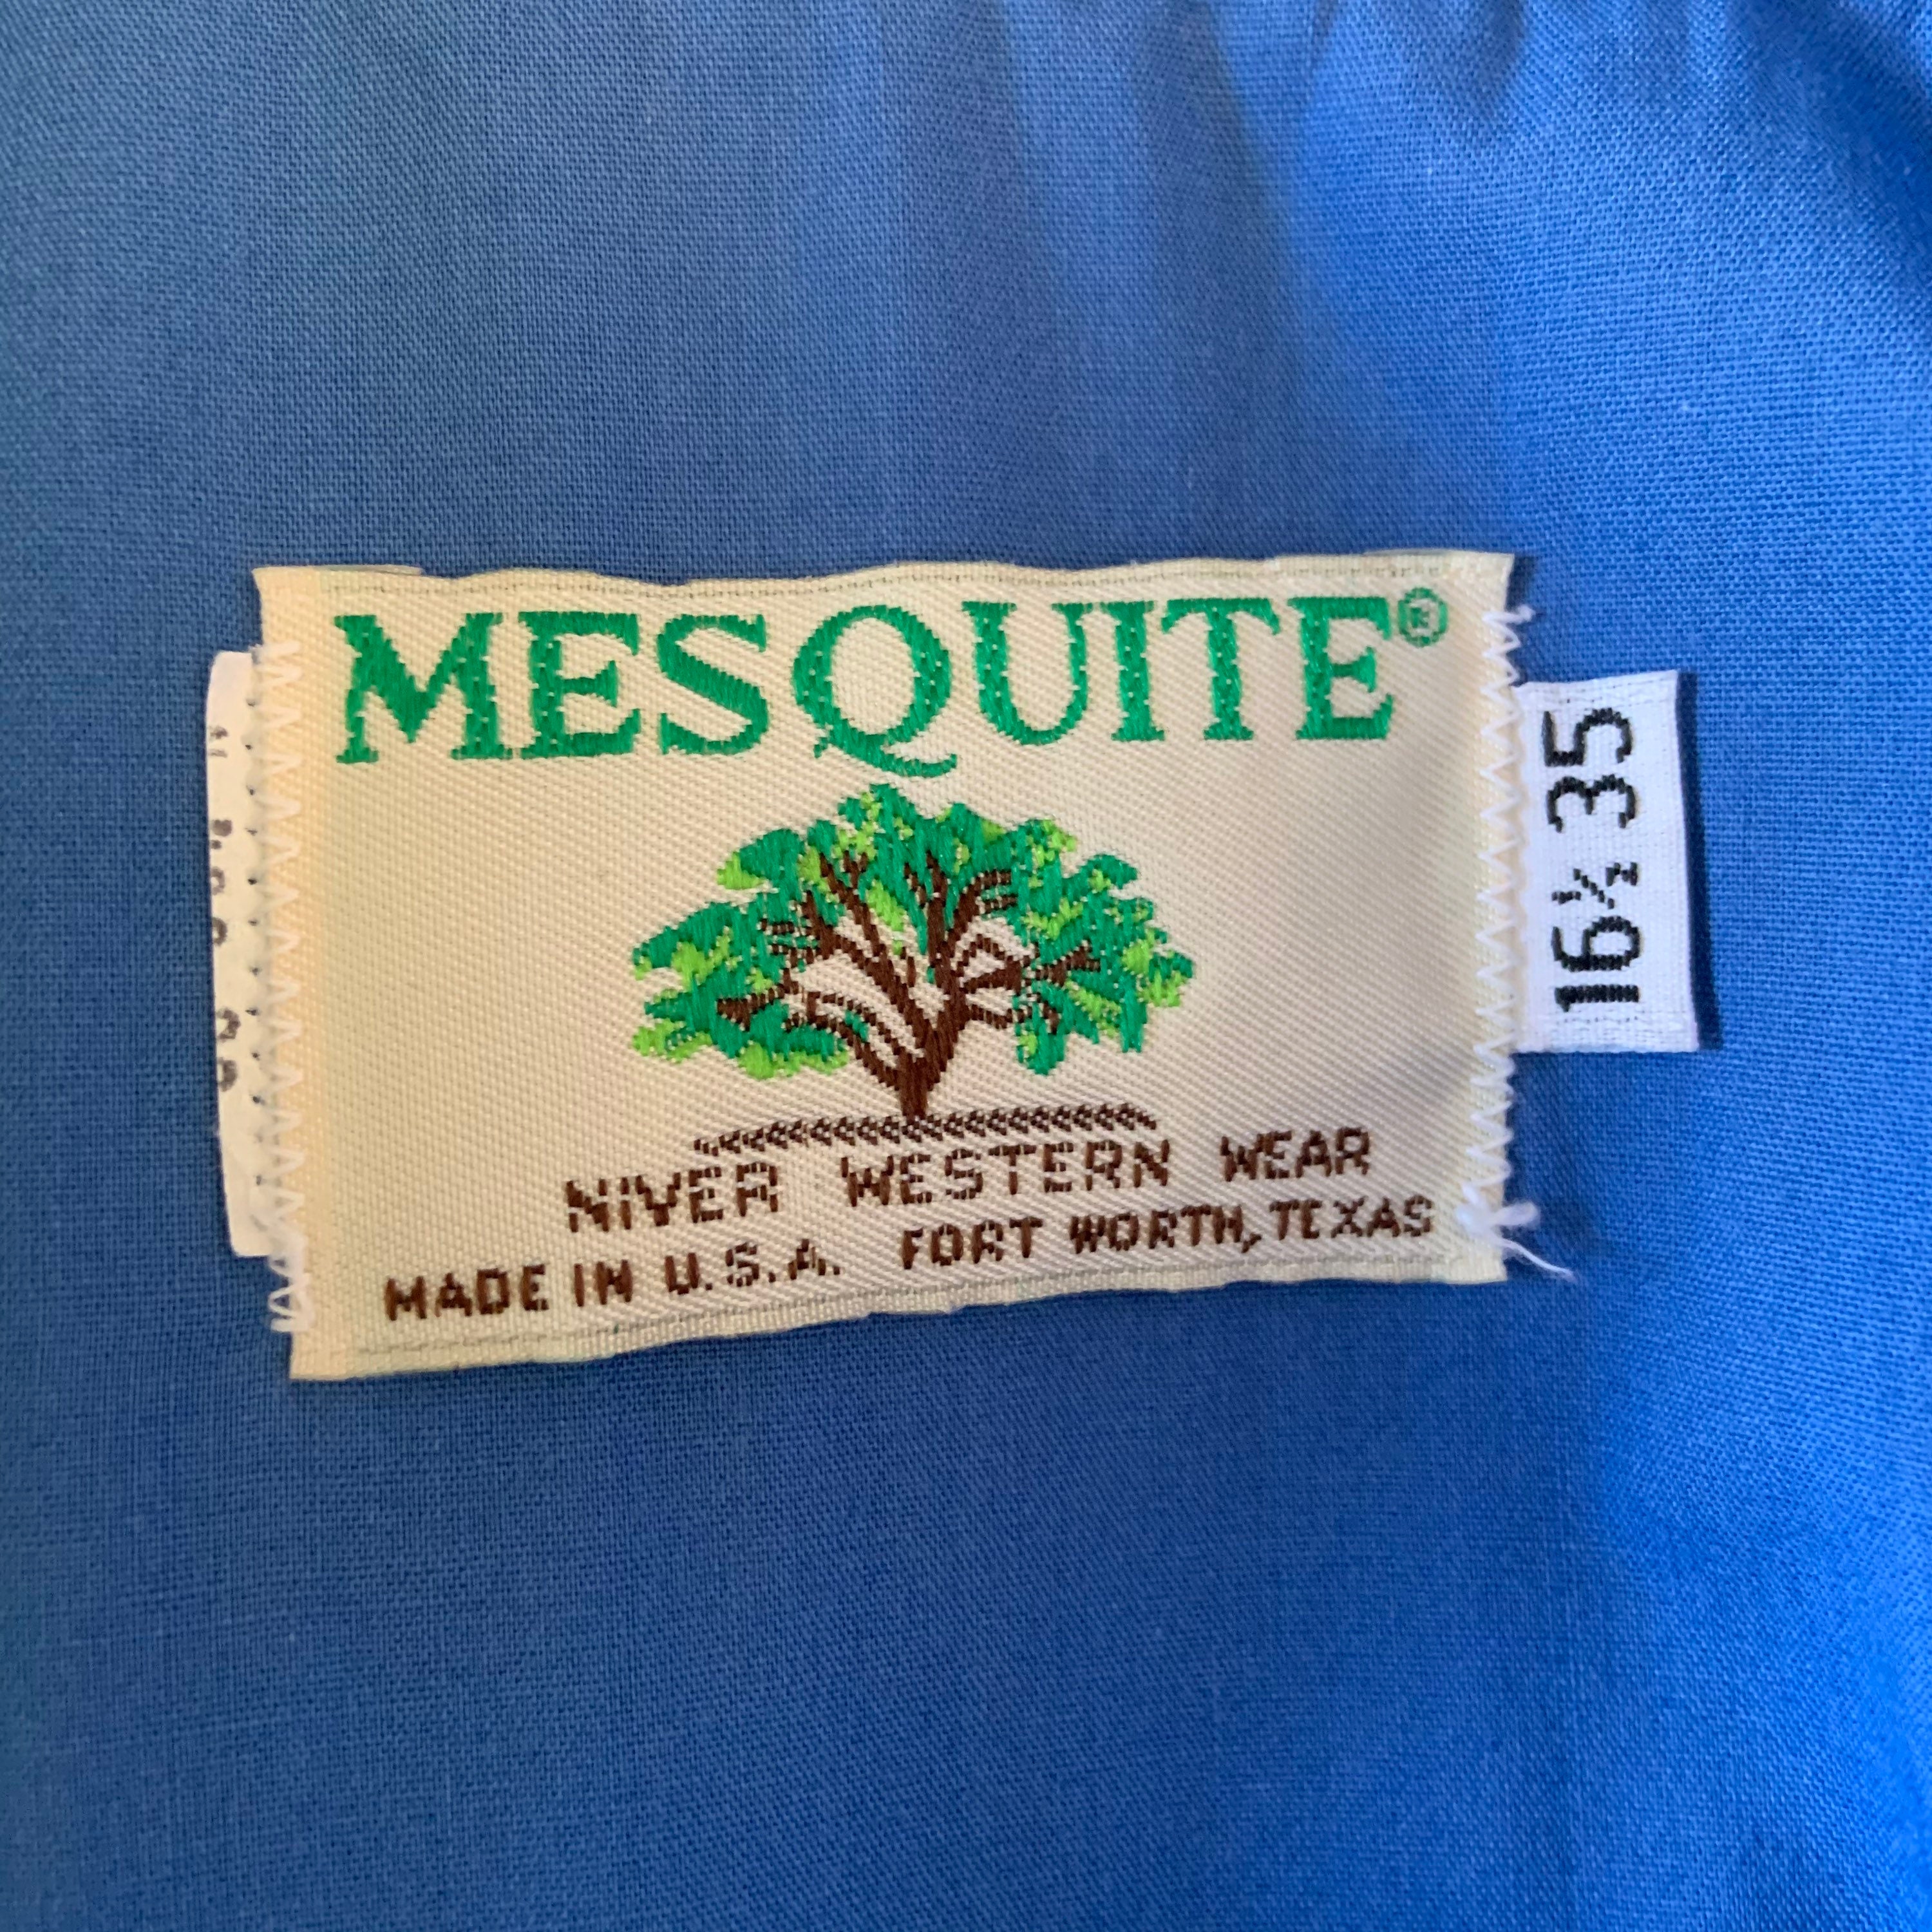 MESQUITE®
NIVER WESTERN WEAR
MADE IN U.S.A. FORT WORTH, TEXAS
16½ 35